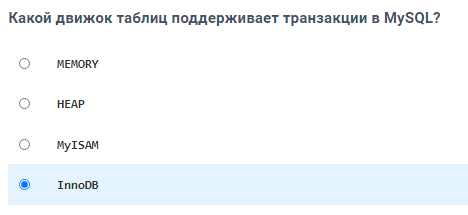 Какой движок таблиц поддерживает транзакции в MySQL?
MEMORY
HEAP
MyISAM
InnoDB